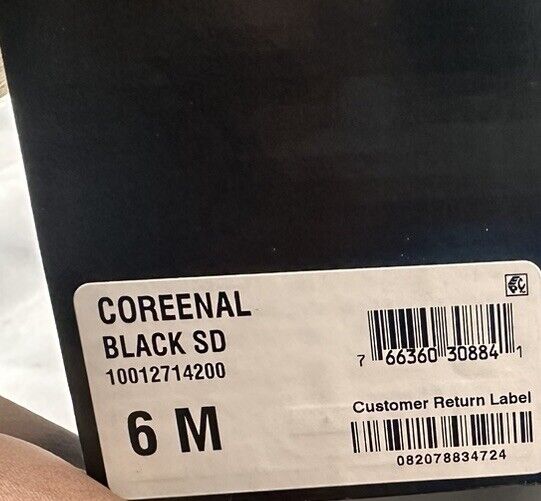 COREENAL
BLACK SD
10012714200
6 M
7 66360 30884 1
Customer Return Label
082078834724